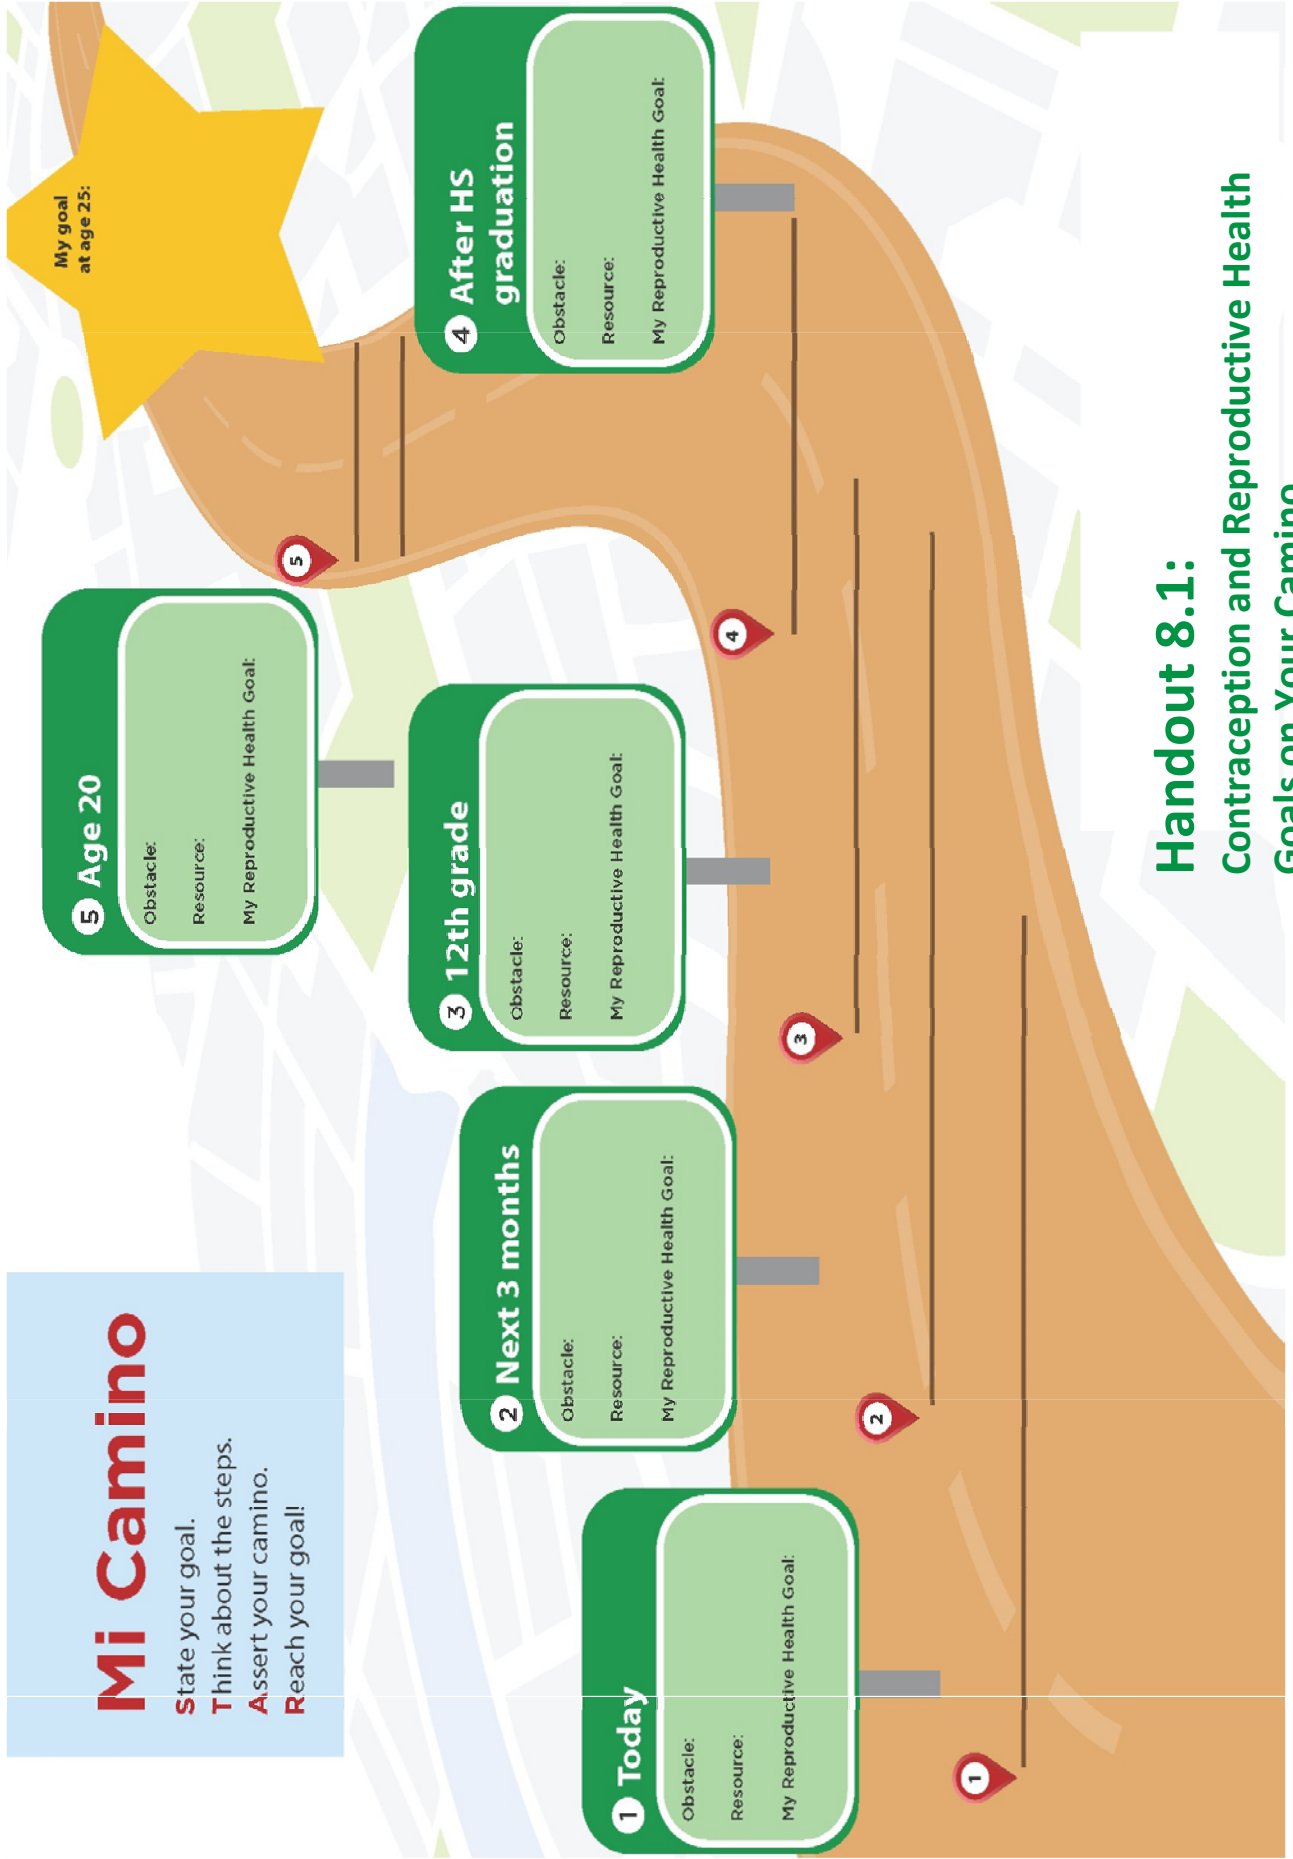 Mi Camino
State your goal.
Think about the steps.
Assert your camino.
Reach your goal!
My goal
at age 25:
1 Today
Obstacle:
Resource:
My Reproductive Health Goal:
2 Next 3 months
Obstacle:
Resource:
My Reproductive Health Goal:
3 12th grade
Obstacle:
Resource:
My Reproductive Health Goal:
4 After HS
graduation
Obstacle:
Resource:
My Reproductive Health Goal:
5 Age 20
Obstacle:
Resource:
My Reproductive Health Goal:
1
2
3
4
5
Handout 8.1:
Contraception and Reproductive Health
Goals on Your Camino